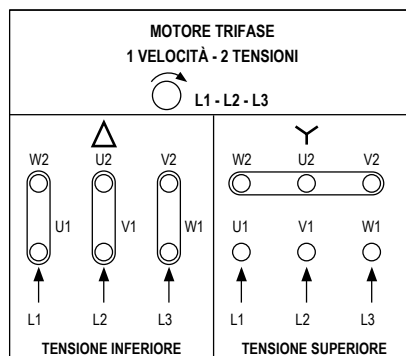 MOTORE TRIFASE
1 VELOCITÀ - 2 TENSIONI
L1 - L2 - L3
W2 U2 V2
U1 V1 W1
L1 L2 L3
TENSIONE INFERIORE
W2 U2 V2
U1 V1 W1
L1 L2 L3
TENSIONE SUPERIORE